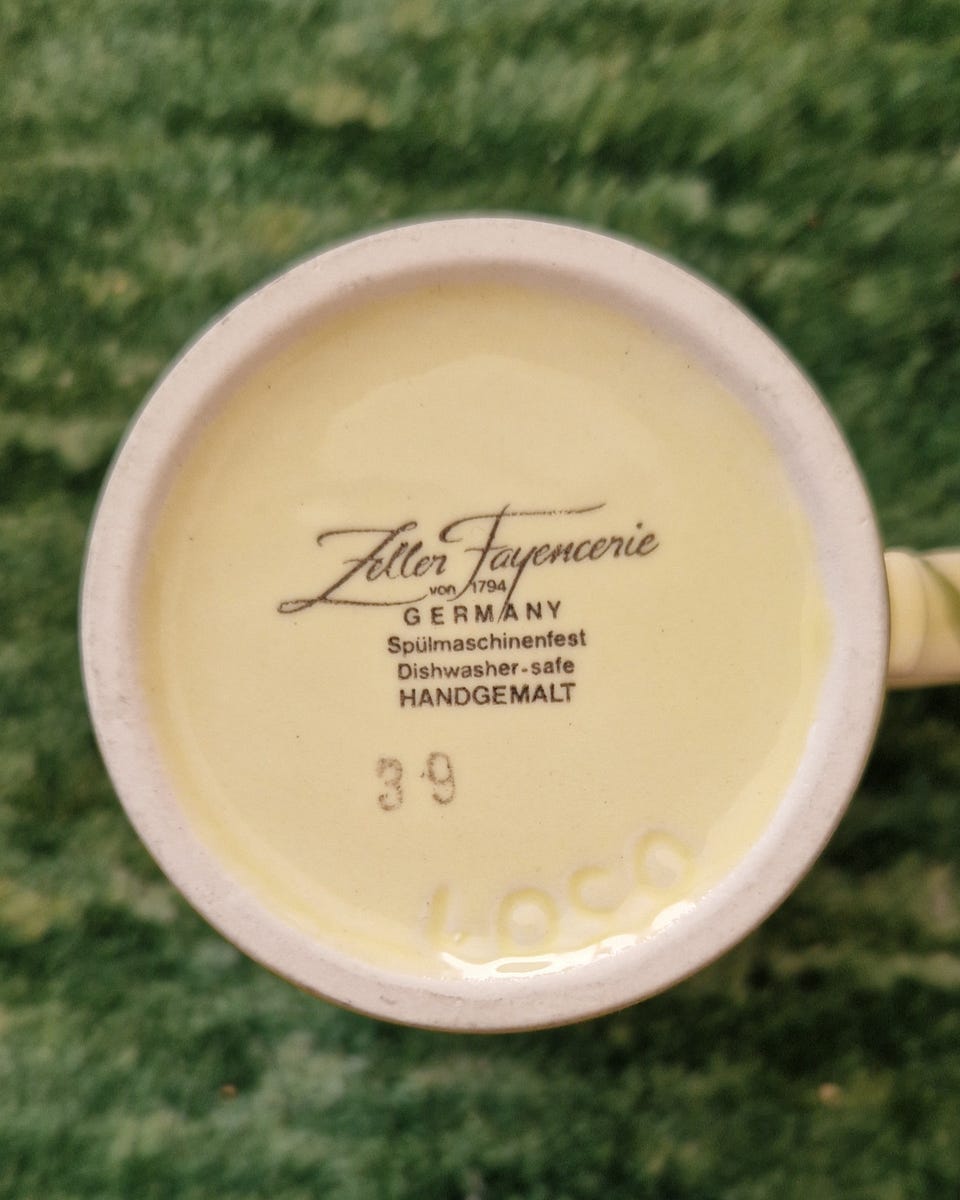 Zeller Fayencerie
von 1794
GERMANY
Spülmaschinenfest
Dishwasher-safe
HANDGEMALT
39
LOCO